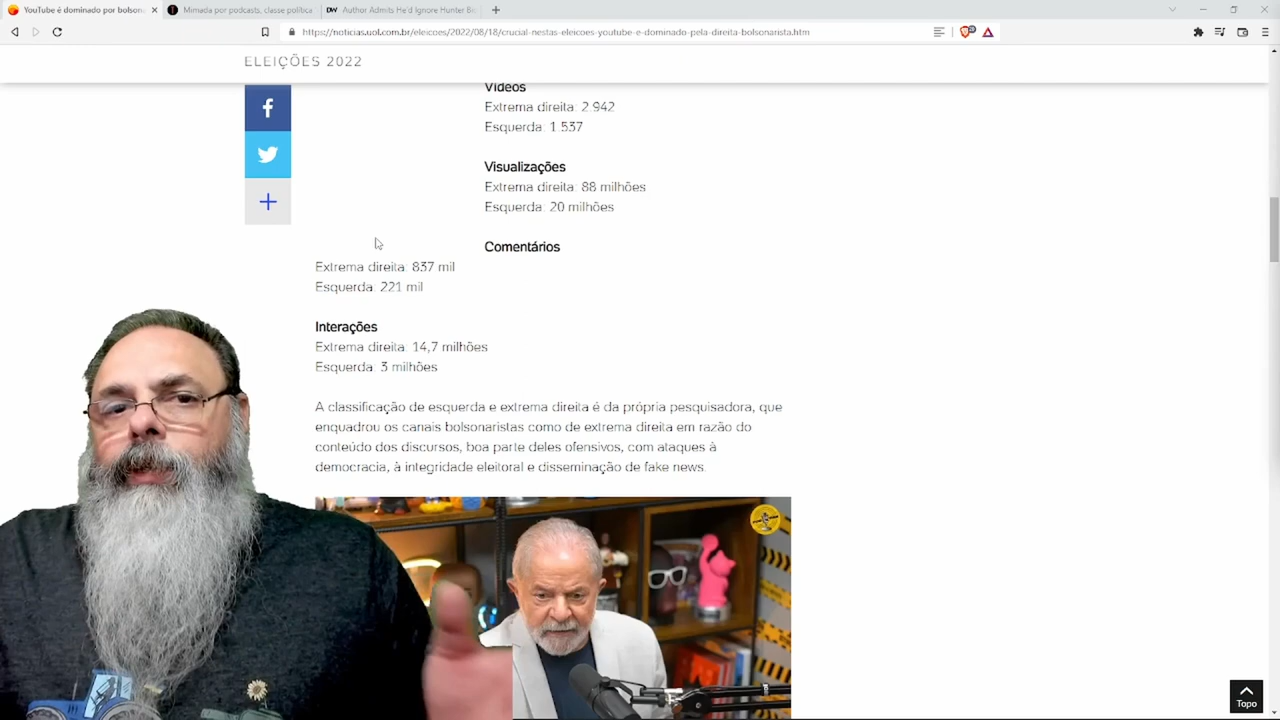 YouTube é dominado por bolson
Mimada por podcasts, classe política
DW Author Admits He'd Ignore Hunter Bi
https://noticias.uol.com.br/eleicoes/2022/08/18/crucial-nestas-eleicoes-youtube-e-dominado-pela-direita-bolsonarista.htm
ELEIÇÕES 2022
Vídeos
Extrema direita: 2.942
Esquerda: 1.537
Visualizações
Extrema direita: 88 milhões
Esquerda: 20 milhões
Comentários
Extrema direita: 837 mil
Esquerda: 221 mil
Interações
Extrema direita: 14,7 milhões
Esquerda: 3 milhões
A classificação de esquerda e extrema direita é da própria pesquisadora, que
enquadrou os canais bolsonaristas como de extrema direita em razão do
conteúdo dos discursos, boa parte deles ofensivos, com ataques à
democracia, à integridade eleitoral e disseminação de fake news.
Topo